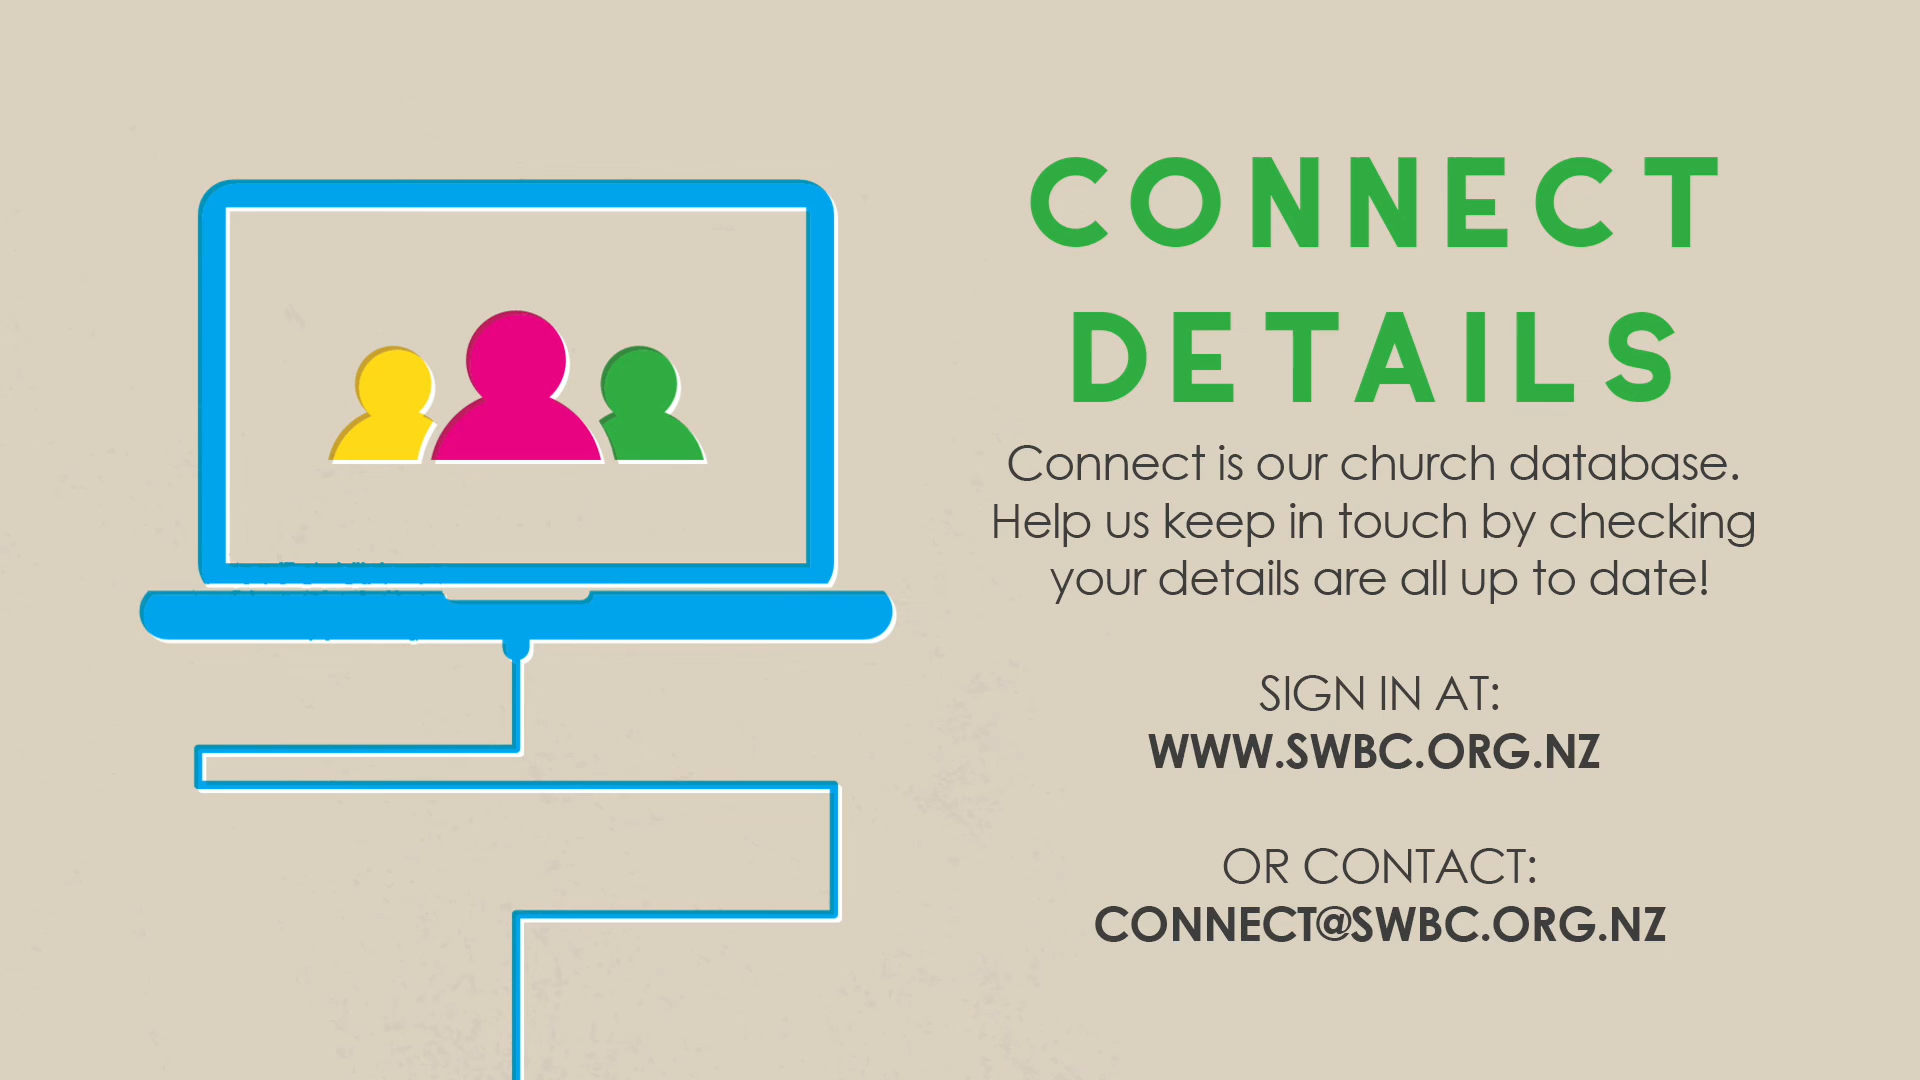 CONNECT
DETAILS
Connect is our church database.
Help us keep in touch by checking
your details are all up to date!
SIGN IN AT:
WWW.SWBC.ORG.NZ
OR CONTACT:
CONNECT@SWBC.ORG.NZ